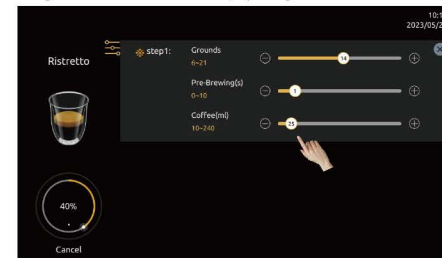 10:1
2023/05/2
Ristretto
step1:
Grounds
6~21
14
Pre-Brewing(s)
0~10
1
Coffee(ml)
10~240
25
40%
Cancel